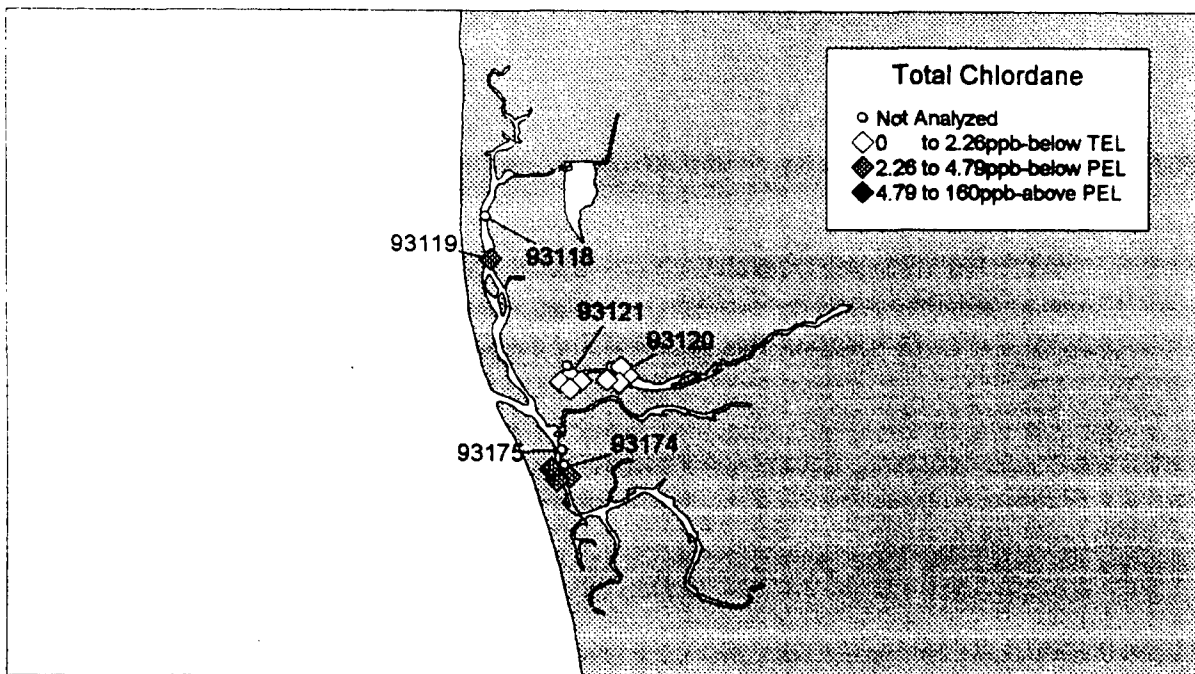 Total Chlordane
Not Analyzed
0 to 2.26ppb-below TEL
2.26 to 4.79ppb-below PEL
4.79 to 160ppb-above PEL
93119
93118
93121
93120
93175
93174